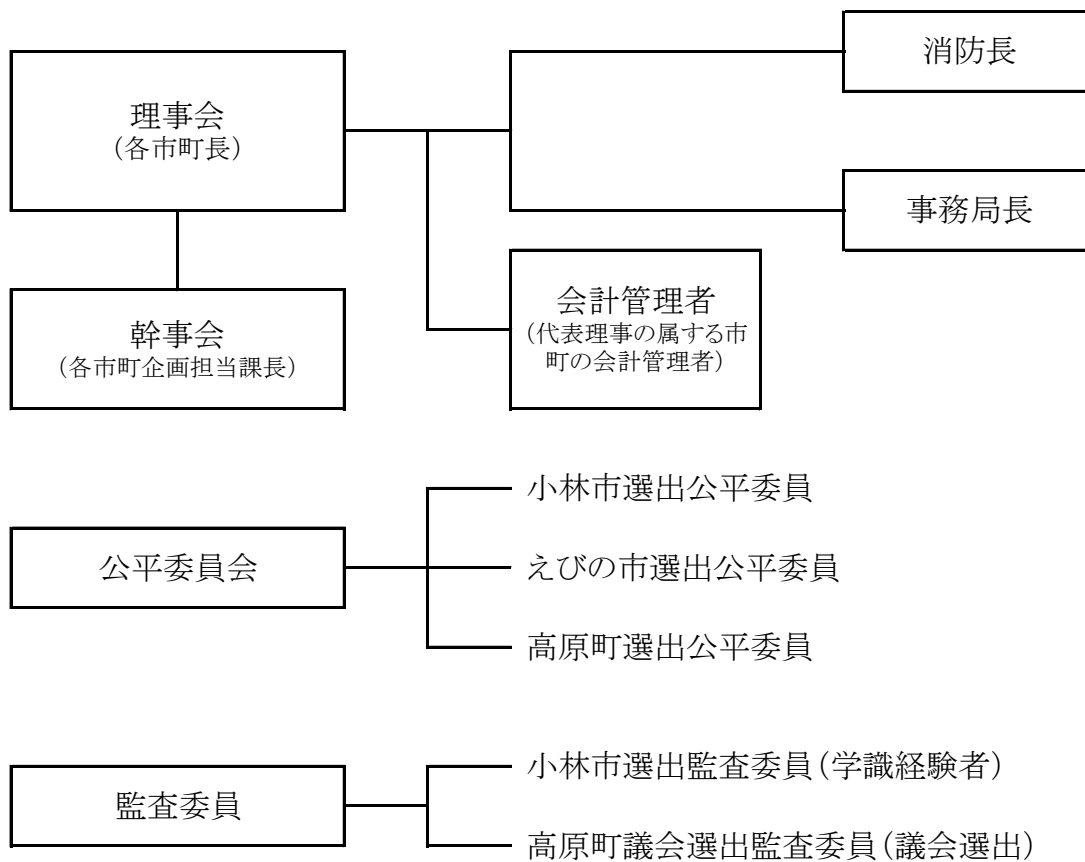 消防長
理事会
（各市町長）
事務局長
会計管理者
（代表理事の属する市
町の会計管理者）
幹事会
（各市町企画担当課長）
小林市選出公平委員
公平委員会
えびの市選出公平委員
高原町選出公平委員
小林市選出監査委員（学識経験者）
監査委員
高原町議会選出監査委員（議会選出）